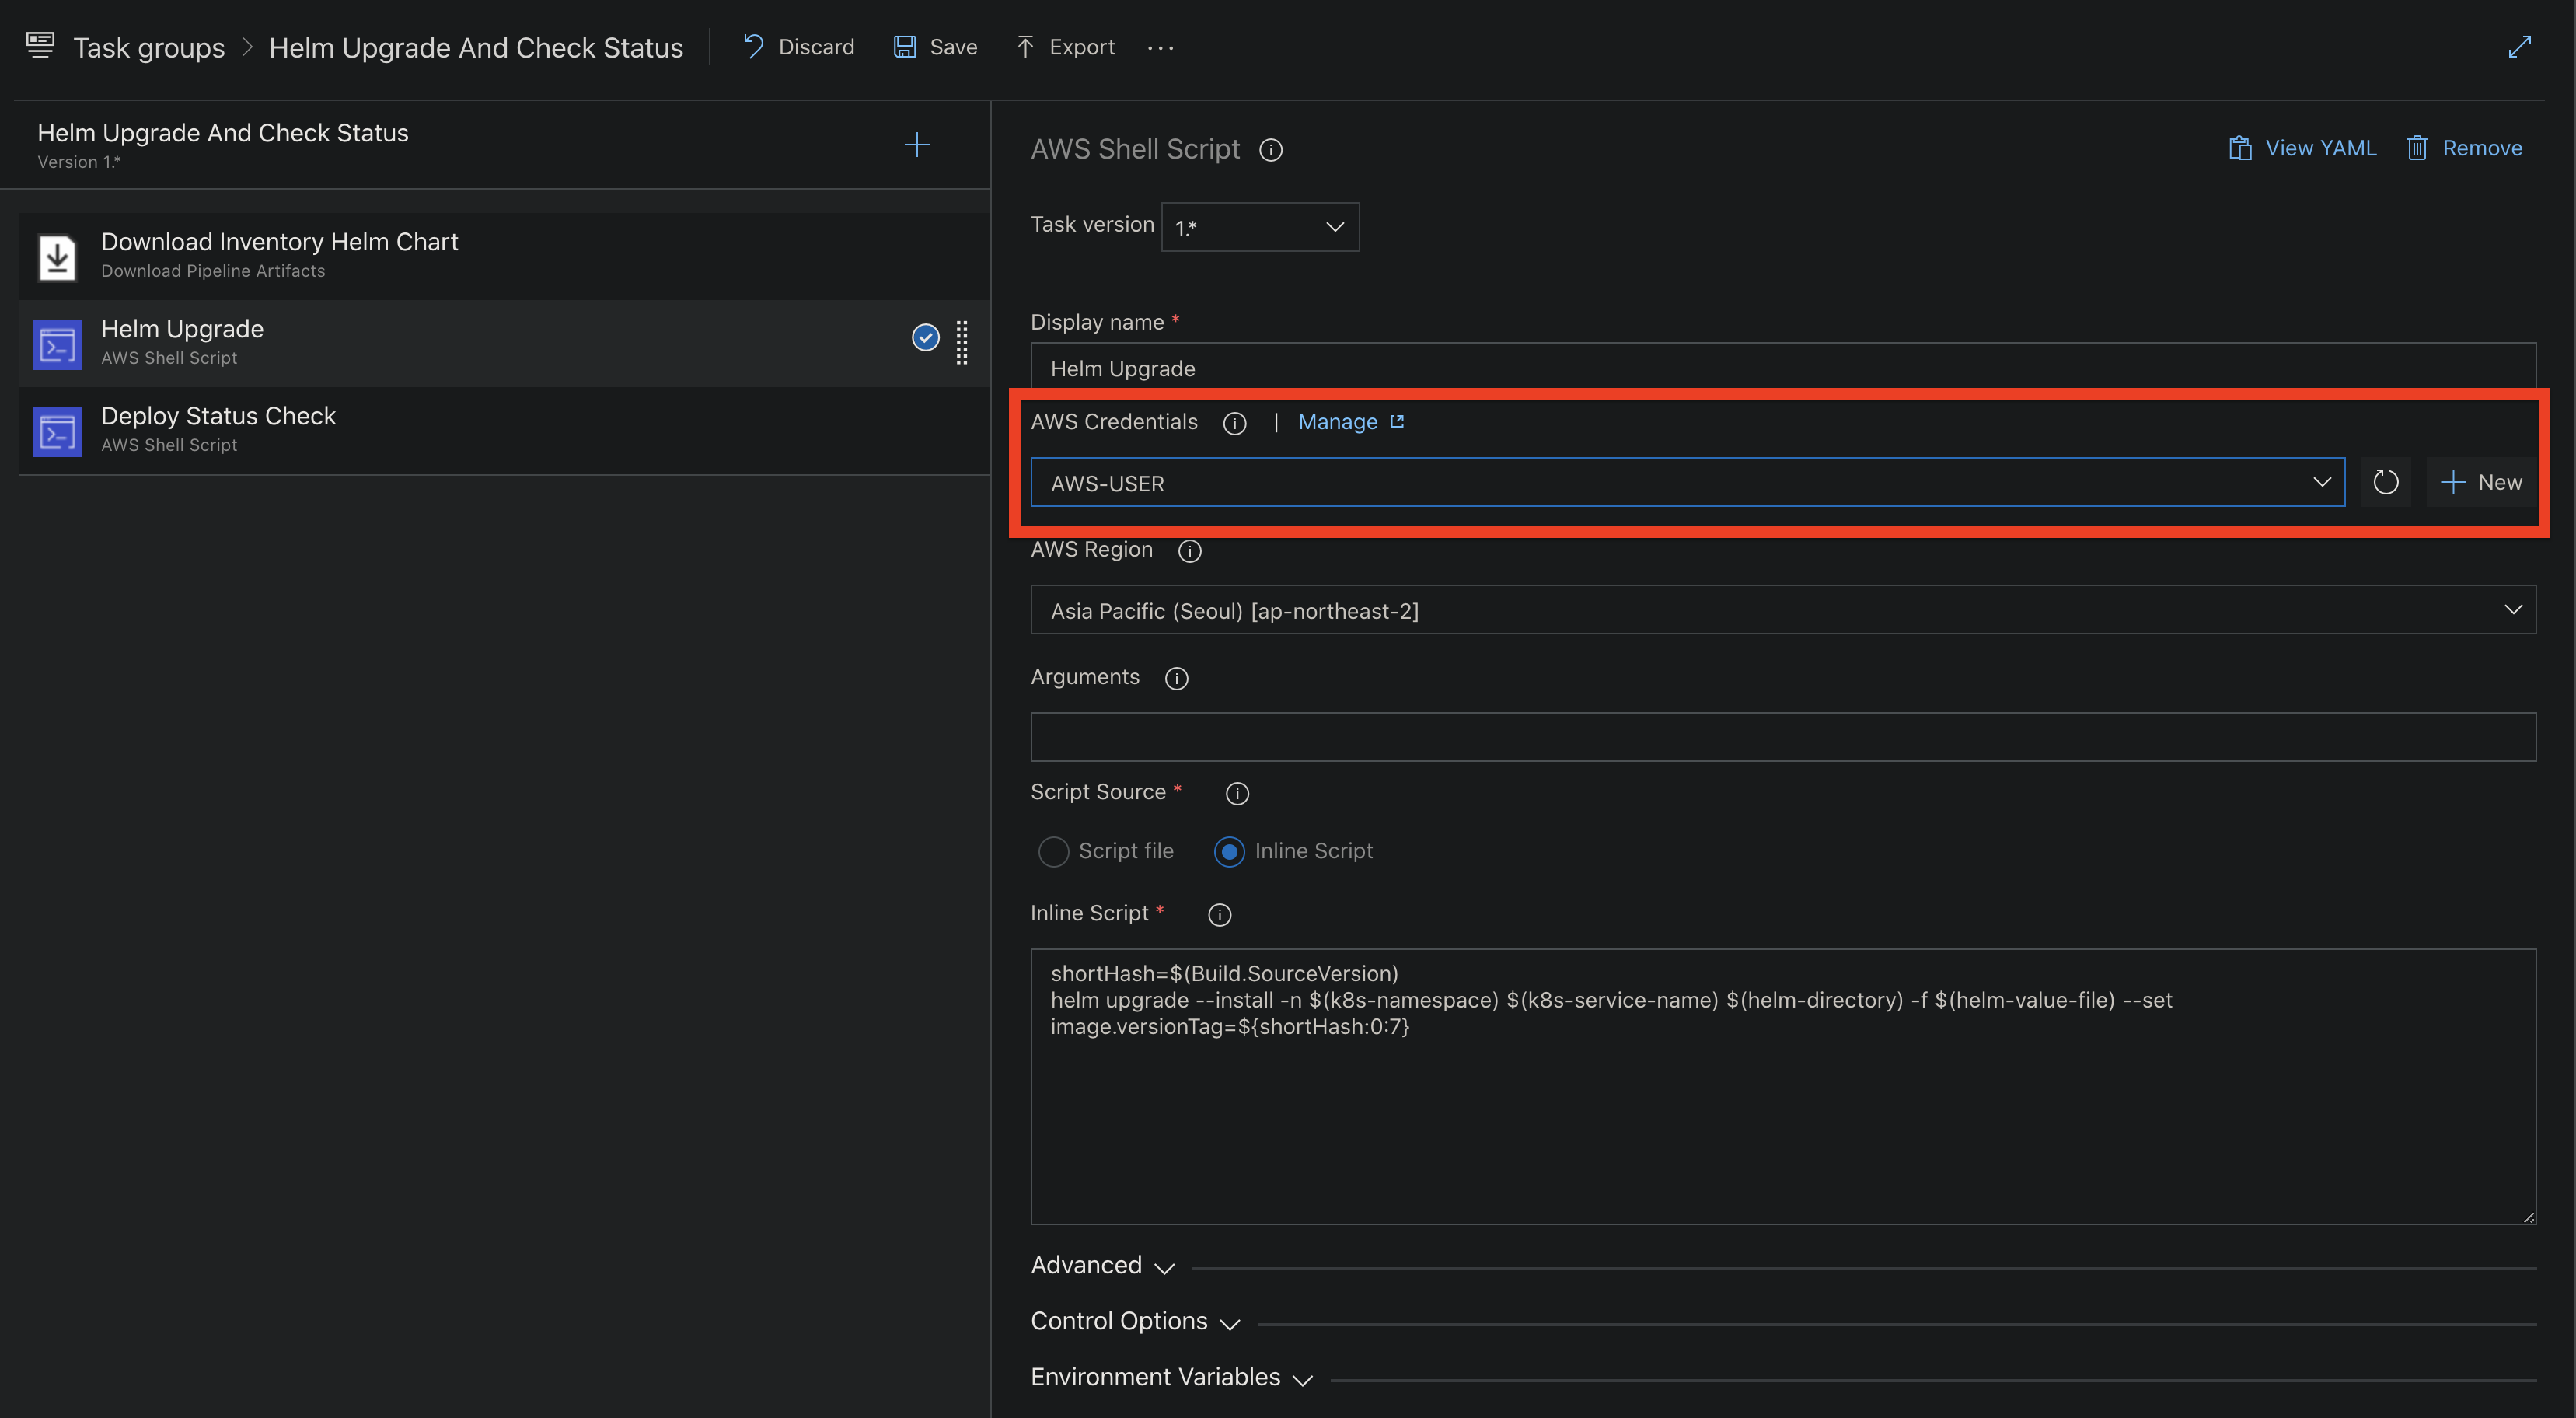 Task groups > Helm Upgrade And Check Status | Discard Save Export ...
Helm Upgrade And Check Status
Version 1.*
Download Inventory Helm Chart
Download Pipeline Artifacts
Helm Upgrade
AWS Shell Script
Deploy Status Check
AWS Shell Script
AWS Shell Script
View YAML Remove
Task version 1.*
Display name *
Helm Upgrade
AWS Credentials | Manage
AWS-USER
New
AWS Region
Asia Pacific (Seoul) [ap-northeast-2]
Arguments
Script Source *
Script file Inline Script
Inline Script *
shortHash=$(Build.SourceVersion)
helm upgrade --install -n $(k8s-namespace) $(k8s-service-name) $(helm-directory) -f $(helm-value-file) --set
image.versionTag=${shortHash:0:7}
Advanced
Control Options
Environment Variables